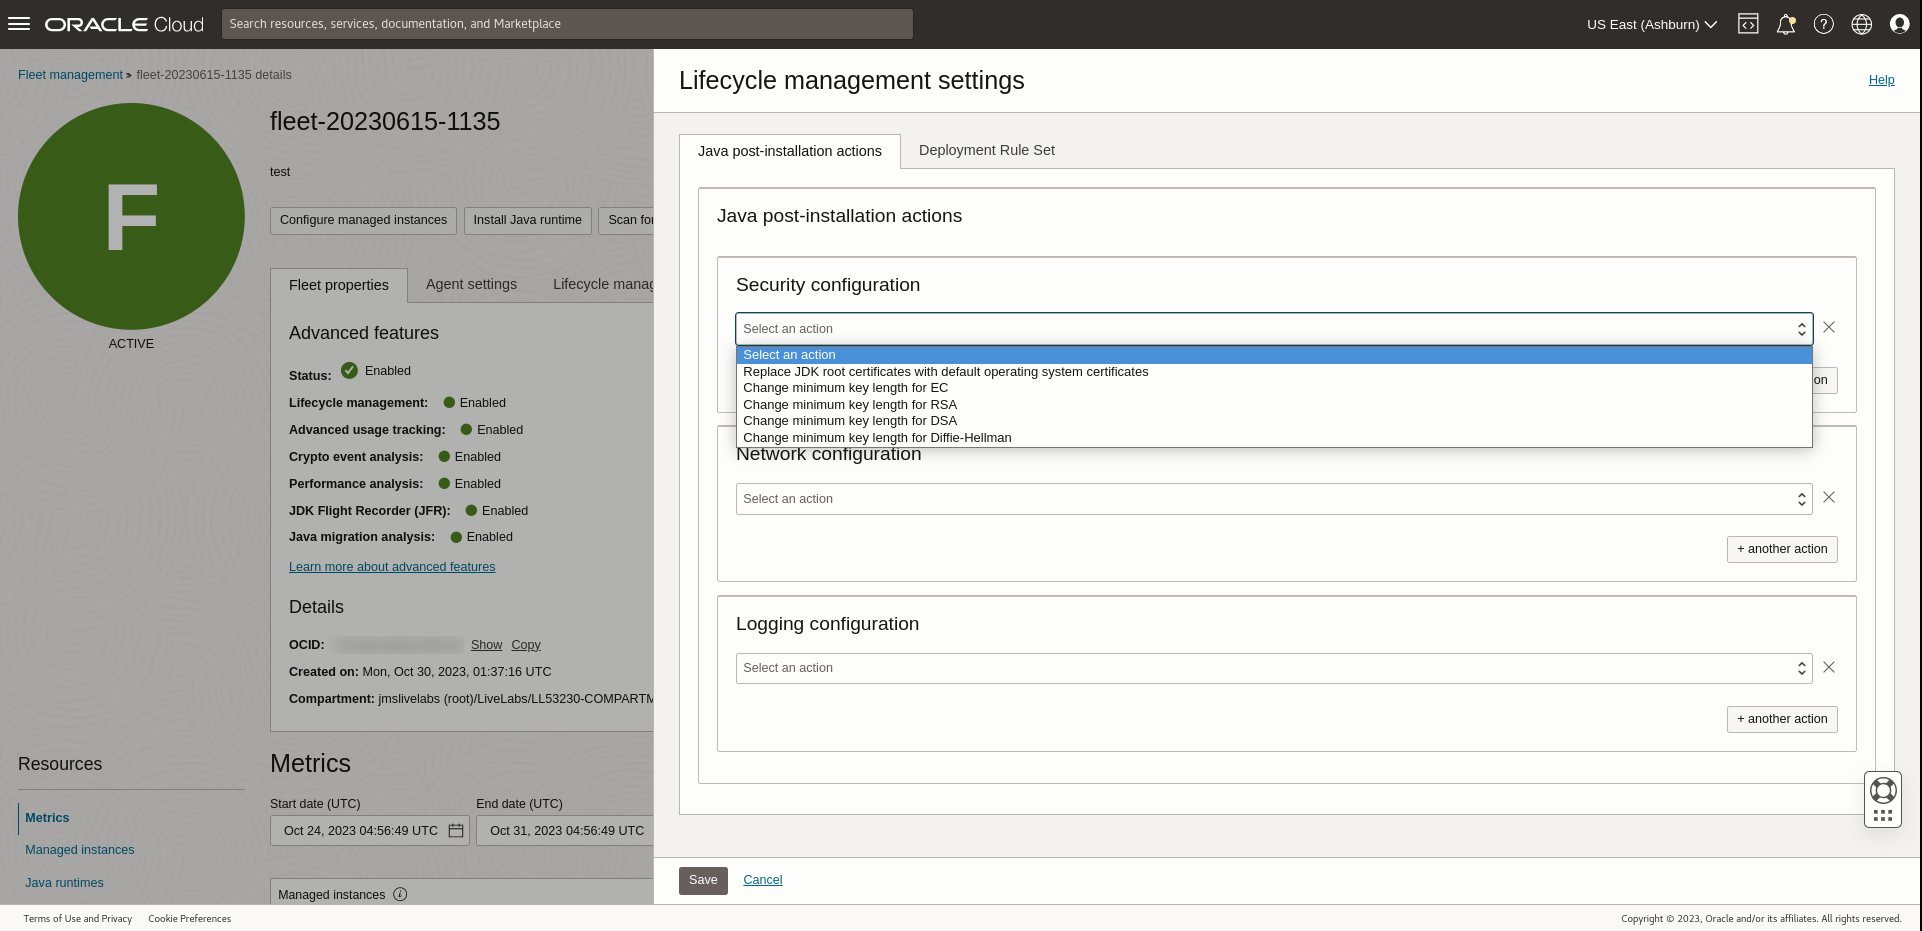 ORACLE Cloud
Search resources, services, documentation, and Marketplace
US East (Ashburn)
Fleet management » fleet-20230615-1135 details
F
ACTIVE
fleet-20230615-1135
test
Configure managed instances
Install Java runtime
Scan for
Fleet properties
Agent settings
Lifecycle manag
Advanced features
Status: Enabled
Lifecycle management: Enabled
Advanced usage tracking: Enabled
Crypto event analysis: Enabled
Performance analysis: Enabled
JDK Flight Recorder (JFR): Enabled
Java migration analysis: Enabled
Learn more about advanced features
Details
OCID: Show Copy
Created on: Mon, Oct 30, 2023, 01:37:16 UTC
Compartment: jmslivelabs (root)/LiveLabs/LL53230-COMPARTM
Resources
Metrics
Managed instances
Java runtimes
Metrics
Start date (UTC)
End date (UTC)
Oct 24, 2023 04:56:49 UTC
Oct 31, 2023 04:56:49 UTC
Managed instances
Lifecycle management settings
Help
Java post-installation actions
Deployment Rule Set
Java post-installation actions
Security configuration
Select an action
Select an action
Replace JDK root certificates with default operating system certificates
Change minimum key length for EC
Change minimum key length for RSA
Change minimum key length for DSA
Change minimum key length for Diffie-Hellman
on
Network configuration
Select an action
+ another action
Logging configuration
Select an action
+ another action
Save
Cancel
Terms of Use and Privacy
Cookie Preferences
Copyright © 2023, Oracle and/or its affiliates. All rights reserved.